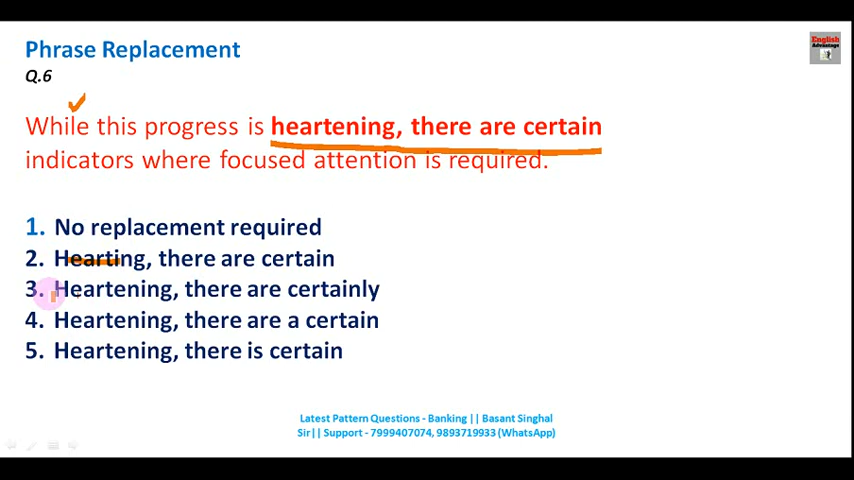 Phrase Replacement
Q.6
English
Advantage
While this progress is heartening, there are certain
indicators where focused attention is required.
1. No replacement required
2. Hearting, there are certain
3. Heartening, there are certainly
4. Heartening, there are a certain
5. Heartening, there is certain
Latest Pattern Questions - Banking || Basant Singhal
Sir|| Support - 7999407074, 9893719933 (WhatsApp)